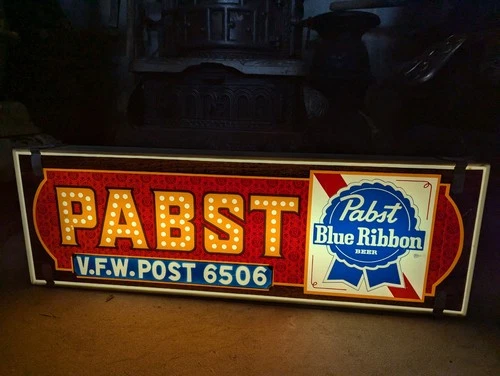 PABST
V.F.W. POST 6506
Pabst
Blue Ribbon
BEER